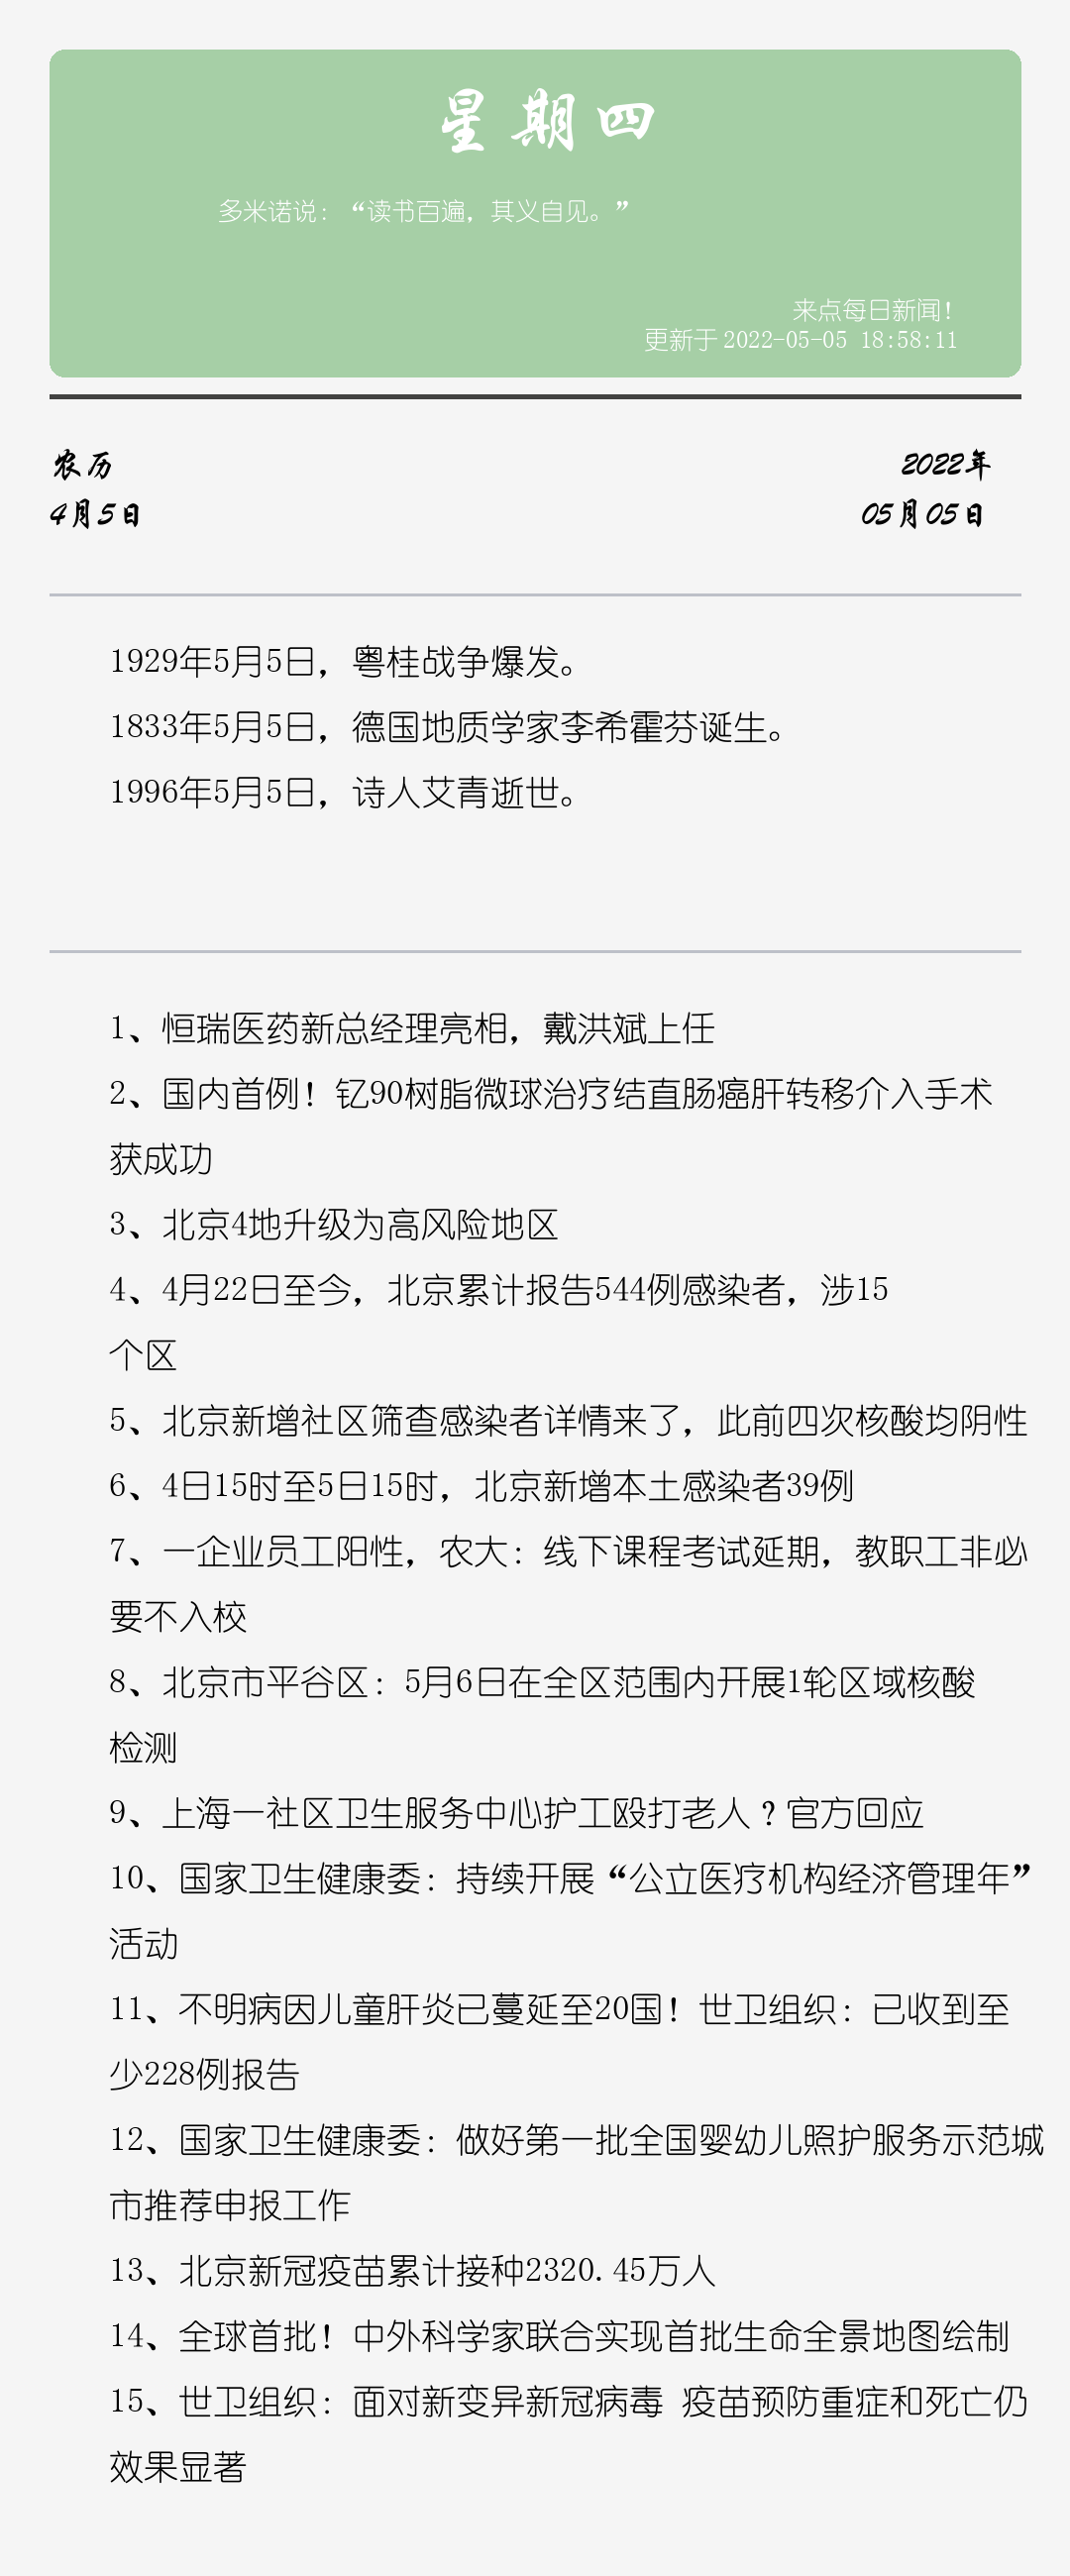 星期四
多米诺说：“读书百遍，其义自见。”
来点每日新闻！
更新于 2022-05-05 18:58:11
农历
4月5日
2022年
05月05日
1929年5月5日，粤桂战争爆发。
1833年5月5日，德国地质学家李希霍芬诞生。
1996年5月5日，诗人艾青逝世。
1、恒瑞医药新总经理亮相，戴洪斌上任
2、国内首例！钇90树脂微球治疗结直肠癌肝转移介入手术
获成功
3、北京4地升级为高风险地区
4、4月22日至今，北京累计报告544例感染者，涉15
个区
5、北京新增社区筛查感染者详情来了，此前四次核酸均阴性
6、4日15时至5日15时，北京新增本土感染者39例
7、一企业员工阳性，农大：线下课程考试延期，教职工非必
要不入校
8、北京市平谷区：5月6日在全区范围内开展1轮区域核酸
检测
9、上海一社区卫生服务中心护工殴打老人？官方回应
10、国家卫生健康委：持续开展“公立医疗机构经济管理年”
活动
11、不明病因儿童肝炎已蔓延至20国！世卫组织：已收到至
少228例报告
12、国家卫生健康委：做好第一批全国婴幼儿照护服务示范城
市推荐申报工作
13、北京新冠疫苗累计接种2320.45万人
14、全球首批！中外科学家联合实现首批生命全景地图绘制
15、世卫组织：面对新变异新冠病毒 疫苗预防重症和死亡仍
效果显著